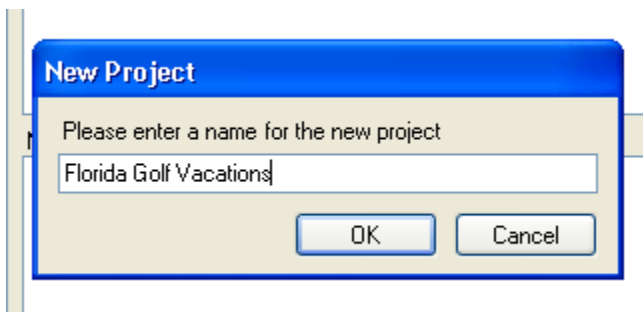 New Project
Please enter a name for the new project
Florida Golf Vacations
OK Cancel